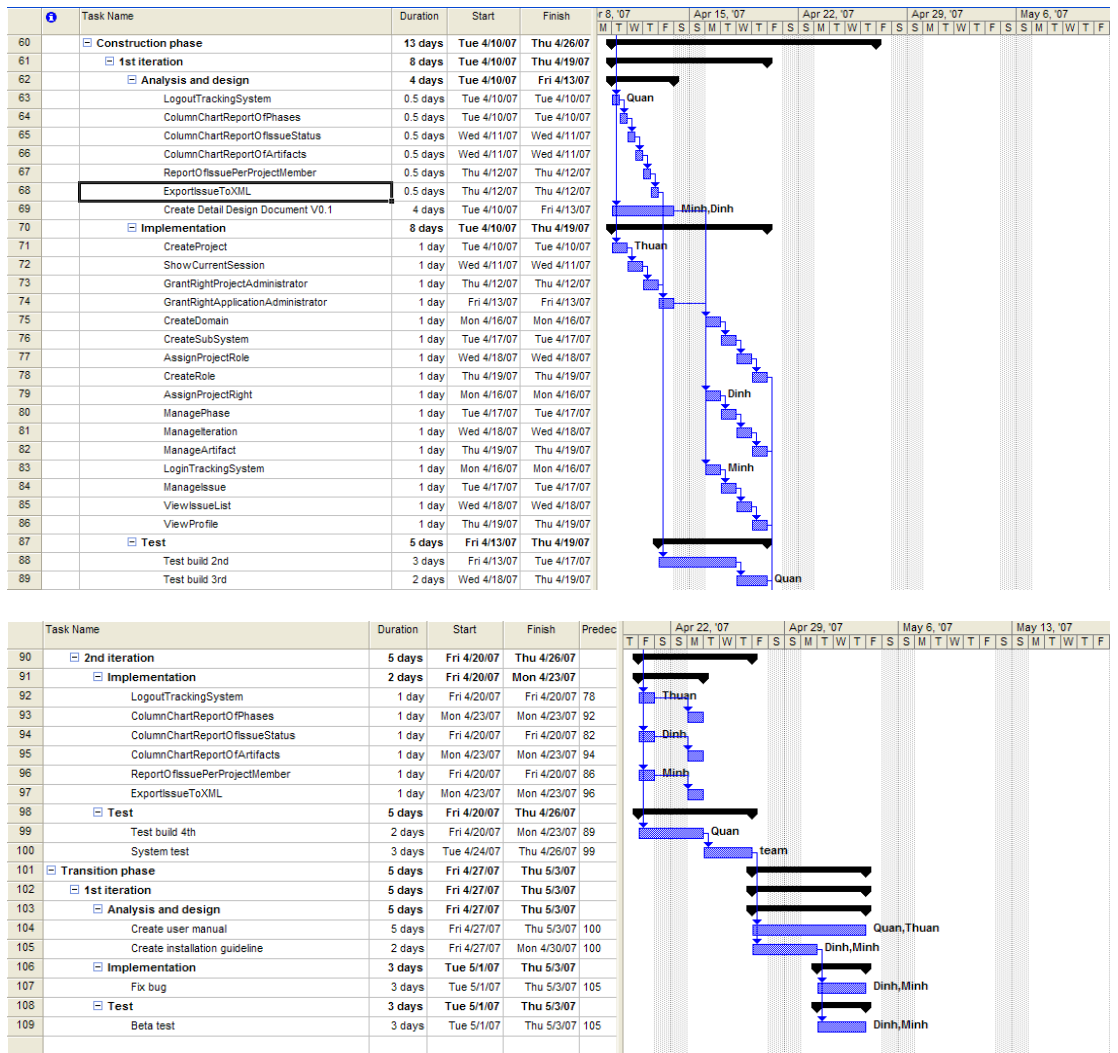 Task Name Duration Start Finish r 8, '07 Apr 15, '07 Apr 22, '07 Apr 29, '07 May 6, '07
M T W T F S S M T W T F S S M T W T F S S M T W T F S S M T W T F
60 Construction phase 13 days Tue 4/10/07 Thu 4/26/07
61 1st iteration 8 days Tue 4/10/07 Thu 4/19/07
62 Analysis and design 4 days Tue 4/10/07 Fri 4/13/07
63 LogoutTrackingSystem 0.5 days Tue 4/10/07 Tue 4/10/07 Quan
64 ColumnChartReportOfPhases 0.5 days Tue 4/10/07 Tue 4/10/07
65 ColumnChartReportOfIssueStatus 0.5 days Wed 4/11/07 Wed 4/11/07
66 ColumnChartReportOfArtifacts 0.5 days Wed 4/11/07 Wed 4/11/07
67 ReportOfIssuePerProjectMember 0.5 days Thu 4/12/07 Thu 4/12/07
68 ExportIssueToXML 0.5 days Thu 4/12/07 Thu 4/12/07
69 Create Detail Design Document V0.1 4 days Tue 4/10/07 Fri 4/13/07 Minh,Dinh
70 Implementation 8 days Tue 4/10/07 Thu 4/19/07
71 CreateProject 1 day Tue 4/10/07 Tue 4/10/07 Thuan
72 ShowCurrentSession 1 day Wed 4/11/07 Wed 4/11/07
73 GrantRightProjectAdministrator 1 day Thu 4/12/07 Thu 4/12/07
74 GrantRightApplicationAdministrator 1 day Fri 4/13/07 Fri 4/13/07
75 CreateDomain 1 day Mon 4/16/07 Mon 4/16/07
76 CreateSubSystem 1 day Tue 4/17/07 Tue 4/17/07
77 AssignProjectRole 1 day Wed 4/18/07 Wed 4/18/07
78 CreateRole 1 day Thu 4/19/07 Thu 4/19/07
79 AssignProjectRight 1 day Mon 4/16/07 Mon 4/16/07 Dinh
80 ManagePhase 1 day Tue 4/17/07 Tue 4/17/07
81 ManageIteration 1 day Wed 4/18/07 Wed 4/18/07
82 ManageArtifact 1 day Thu 4/19/07 Thu 4/19/07
83 LoginTrackingSystem 1 day Mon 4/16/07 Mon 4/16/07 Minh
84 ManageIssue 1 day Tue 4/17/07 Tue 4/17/07
85 ViewIssueList 1 day Wed 4/18/07 Wed 4/18/07
86 ViewProfile 1 day Thu 4/19/07 Thu 4/19/07
87 Test 5 days Fri 4/13/07 Thu 4/19/07
88 Test build 2nd 3 days Fri 4/13/07 Tue 4/17/07
89 Test build 3rd 2 days Wed 4/18/07 Thu 4/19/07 Quan
Task Name Duration Start Finish Predec Apr 22, '07 Apr 29, '07 May 6, '07 May 13, '07
T F S S M T W T F S S M T W T F S S M T W T F S S M T W T F
90 2nd iteration 5 days Fri 4/20/07 Thu 4/26/07
91 Implementation 2 days Fri 4/20/07 Mon 4/23/07
92 LogoutTrackingSystem 1 day Fri 4/20/07 Fri 4/20/07 78 Thuan
93 ColumnChartReportOfPhases 1 day Mon 4/23/07 Mon 4/23/07 92
94 ColumnChartReportOfIssueStatus 1 day Fri 4/20/07 Fri 4/20/07 82 Dinh
95 ColumnChartReportOfArtifacts 1 day Mon 4/23/07 Mon 4/23/07 94
96 ReportOfIssuePerProjectMember 1 day Fri 4/20/07 Fri 4/20/07 86 Minh
97 ExportIssueToXML 1 day Mon 4/23/07 Mon 4/23/07 96
98 Test 5 days Fri 4/20/07 Thu 4/26/07
99 Test build 4th 2 days Fri 4/20/07 Mon 4/23/07 89 Quan
100 System test 3 days Tue 4/24/07 Thu 4/26/07 99 team
101 Transition phase 5 days Fri 4/27/07 Thu 5/3/07
102 1st iteration 5 days Fri 4/27/07 Thu 5/3/07
103 Analysis and design 5 days Fri 4/27/07 Thu 5/3/07
104 Create user manual 5 days Fri 4/27/07 Thu 5/3/07 100 Quan,Thuan
105 Create installation guideline 2 days Fri 4/27/07 Mon 4/30/07 100 Dinh,Minh
106 Implementation 3 days Tue 5/1/07 Thu 5/3/07
107 Fix bug 3 days Tue 5/1/07 Thu 5/3/07 105 Dinh,Minh
108 Test 3 days Tue 5/1/07 Thu 5/3/07
109 Beta test 3 days Tue 5/1/07 Thu 5/3/07 105 Dinh,Minh